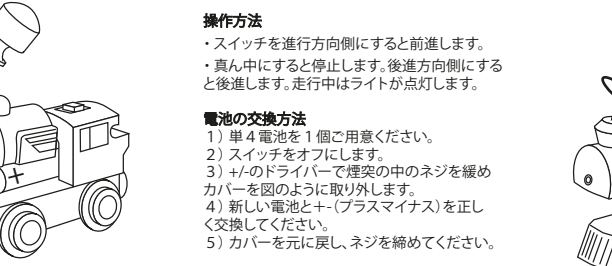 操作方法
・スイッチを進行方向側にすると前進します。
・真ん中にすると停止します。後進方向側にする
と後進します。走行中はライトが点灯します。
電池の交換方法
1）単4電池を1個ご用意ください。
2）スイッチをオフにします。
3）+/-のドライバーで煙突の中のネジを緩め
カバーを図のように取り外します。
4）新しい電池と＋-（プラスマイナス）を正し
く交換してください。
5）カバーを元に戻し、ネジを締めてください。